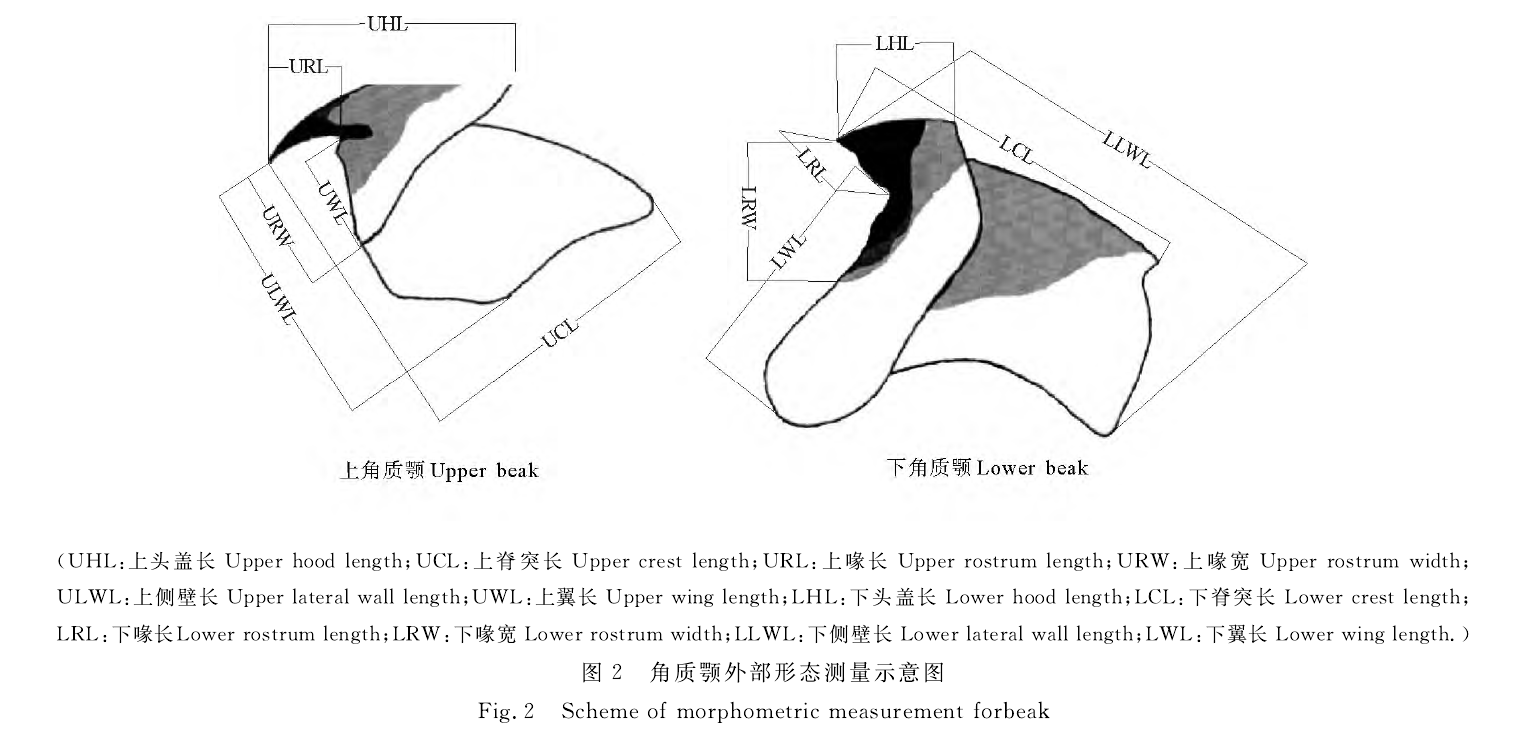 UHL
URL
UWL
URW
ULWL
UCL
LHL
LLWL
LCL
LRL
LRW
LWL
上角质颚 Upper beak
下角质颚 Lower beak
(UHL:上头盖长 Upper hood length;UCL:上脊突长 Upper crest length;URL:上喙长 Upper rostrum length;URW:上喙宽 Upper rostrum width;
ULWL:上侧壁长 Upper lateral wall length;UWL:上翼长 Upper wing length;LHL:下头盖长 Lower hood length;LCL:下脊突长 Lower crest length;
LRL:下喙长Lower rostrum length;LRW:下喙宽 Lower rostrum width;LLWL:下侧壁长 Lower lateral wall length;LWL:下翼长 Lower wing length.)
图 2 角质颚外部形态测量示意图
Fig.2 Scheme of morphometric measurement forbeak